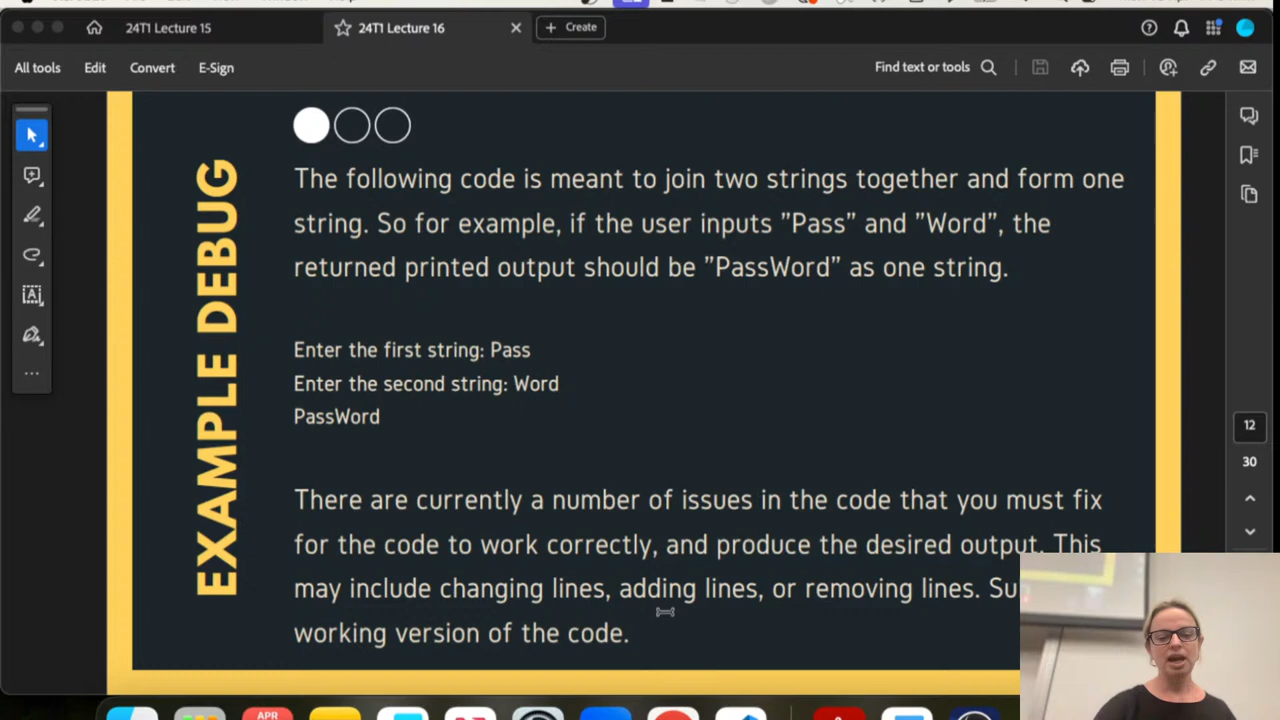 24T1 Lecture 15
24T1 Lecture 16
Create
All tools
Edit
Convert
E-Sign
Find text or tools
EXAMPLE DEBUG
The following code is meant to join two strings together and form one
string. So for example, if the user inputs ”Pass” and ”Word”, the
returned printed output should be ”PassWord” as one string.
Enter the first string: Pass
Enter the second string: Word
PassWord
There are currently a number of issues in the code that you must fix
for the code to work correctly, and produce the desired output. This
may include changing lines, adding lines, or removing lines. Su
working version of the code.
12
30
APR